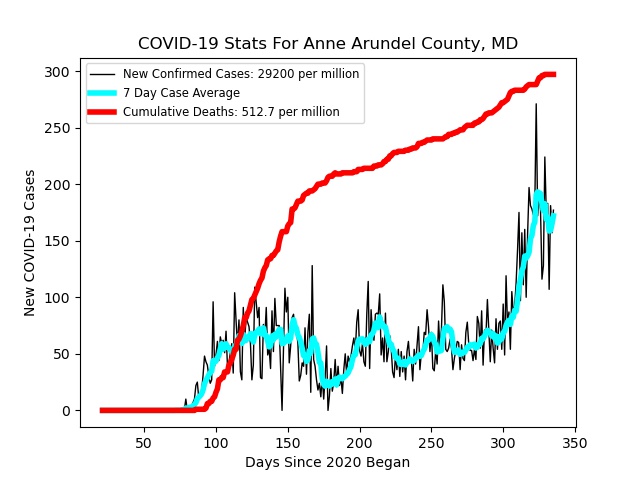 COVID-19 Stats For Anne Arundel County, MD
New Confirmed Cases: 29200 per million
7 Day Case Average
Cumulative Deaths: 512.7 per million
New COVID-19 Cases
300
250
200
150
100
50
0
50 100 150 200 250 300 350
Days Since 2020 Began